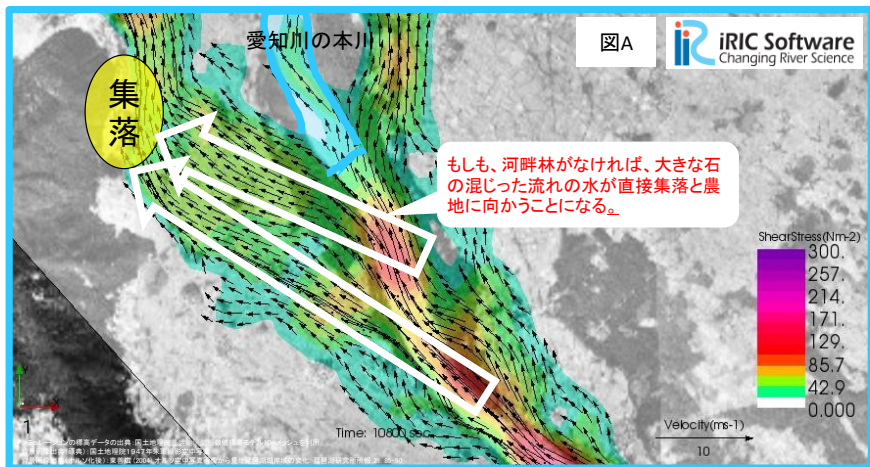 愛知川の本川
図A
iRIC Software
Changing River Science
集
落
もしも、河畔林がなければ、大きな石
の混じった流れの水が直接集落と農
地に向かうことになる。
ShearStress(Nm-2)
300.
257.
214.
171.
129.
85.7
42.9
0.000
Time: 10800 sec
Velocity(ms-1)
10
1